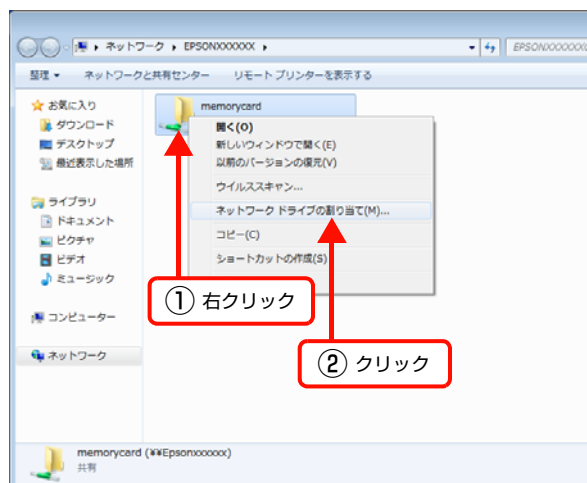 ネットワーク ▸ EPSONXXXXXX ▸
EPSONXXXXXX
整理 ▼ ネットワークと共有センター リモート プリンターを表示する
お気に入り
ダウンロード
デスクトップ
最近表示した場所
ライブラリ
ドキュメント
ピクチャ
ビデオ
ミュージック
コンピューター
ネットワーク
memorycard
開く(O)
新しいウィンドウで開く(E)
以前のバージョンの復元(V)
ウイルススキャン...
ネットワーク ドライブの割り当て(M)...
コピー(C)
ショートカットの作成(S)
① 右クリック
② クリック
memorycard (¥¥Epsonxxxxxx)
共有